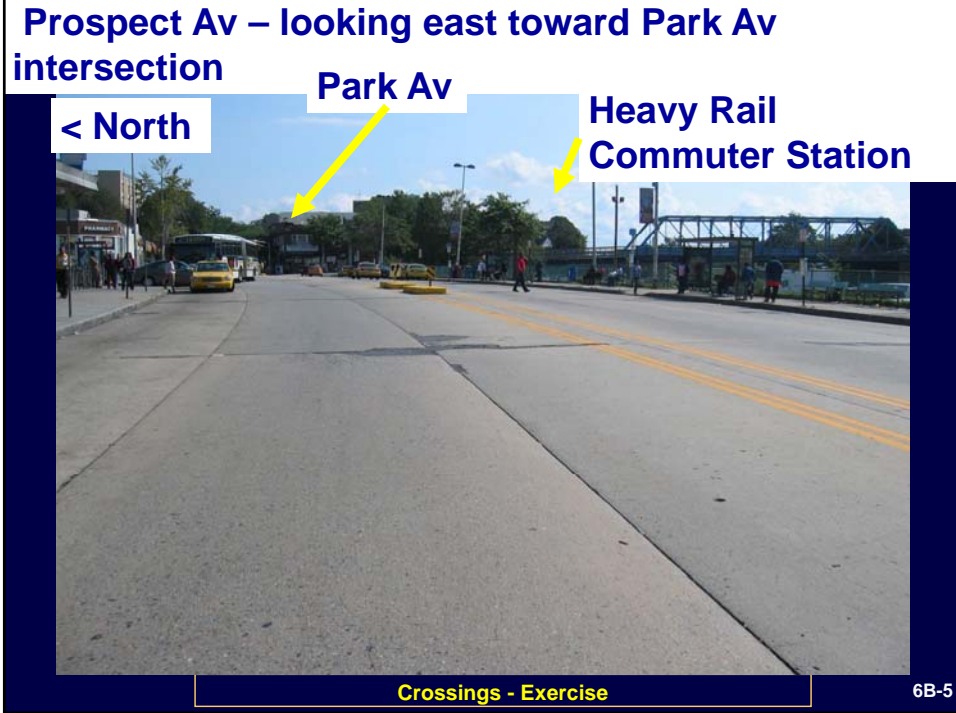 Prospect Av – looking east toward Park Av
intersection
Park Av
< North
Heavy Rail
Commuter Station
PHARMACY
Crossings - Exercise
6B-5